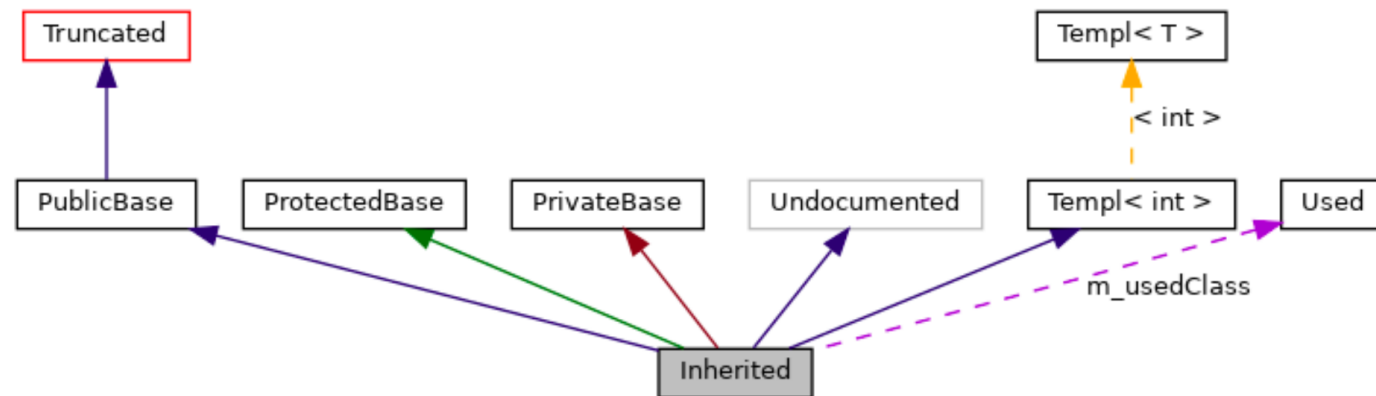 Truncated
Templ< T >
< int >
PublicBase
ProtectedBase
PrivateBase
Undocumented
Templ< int >
Used
m_usedClass
Inherited